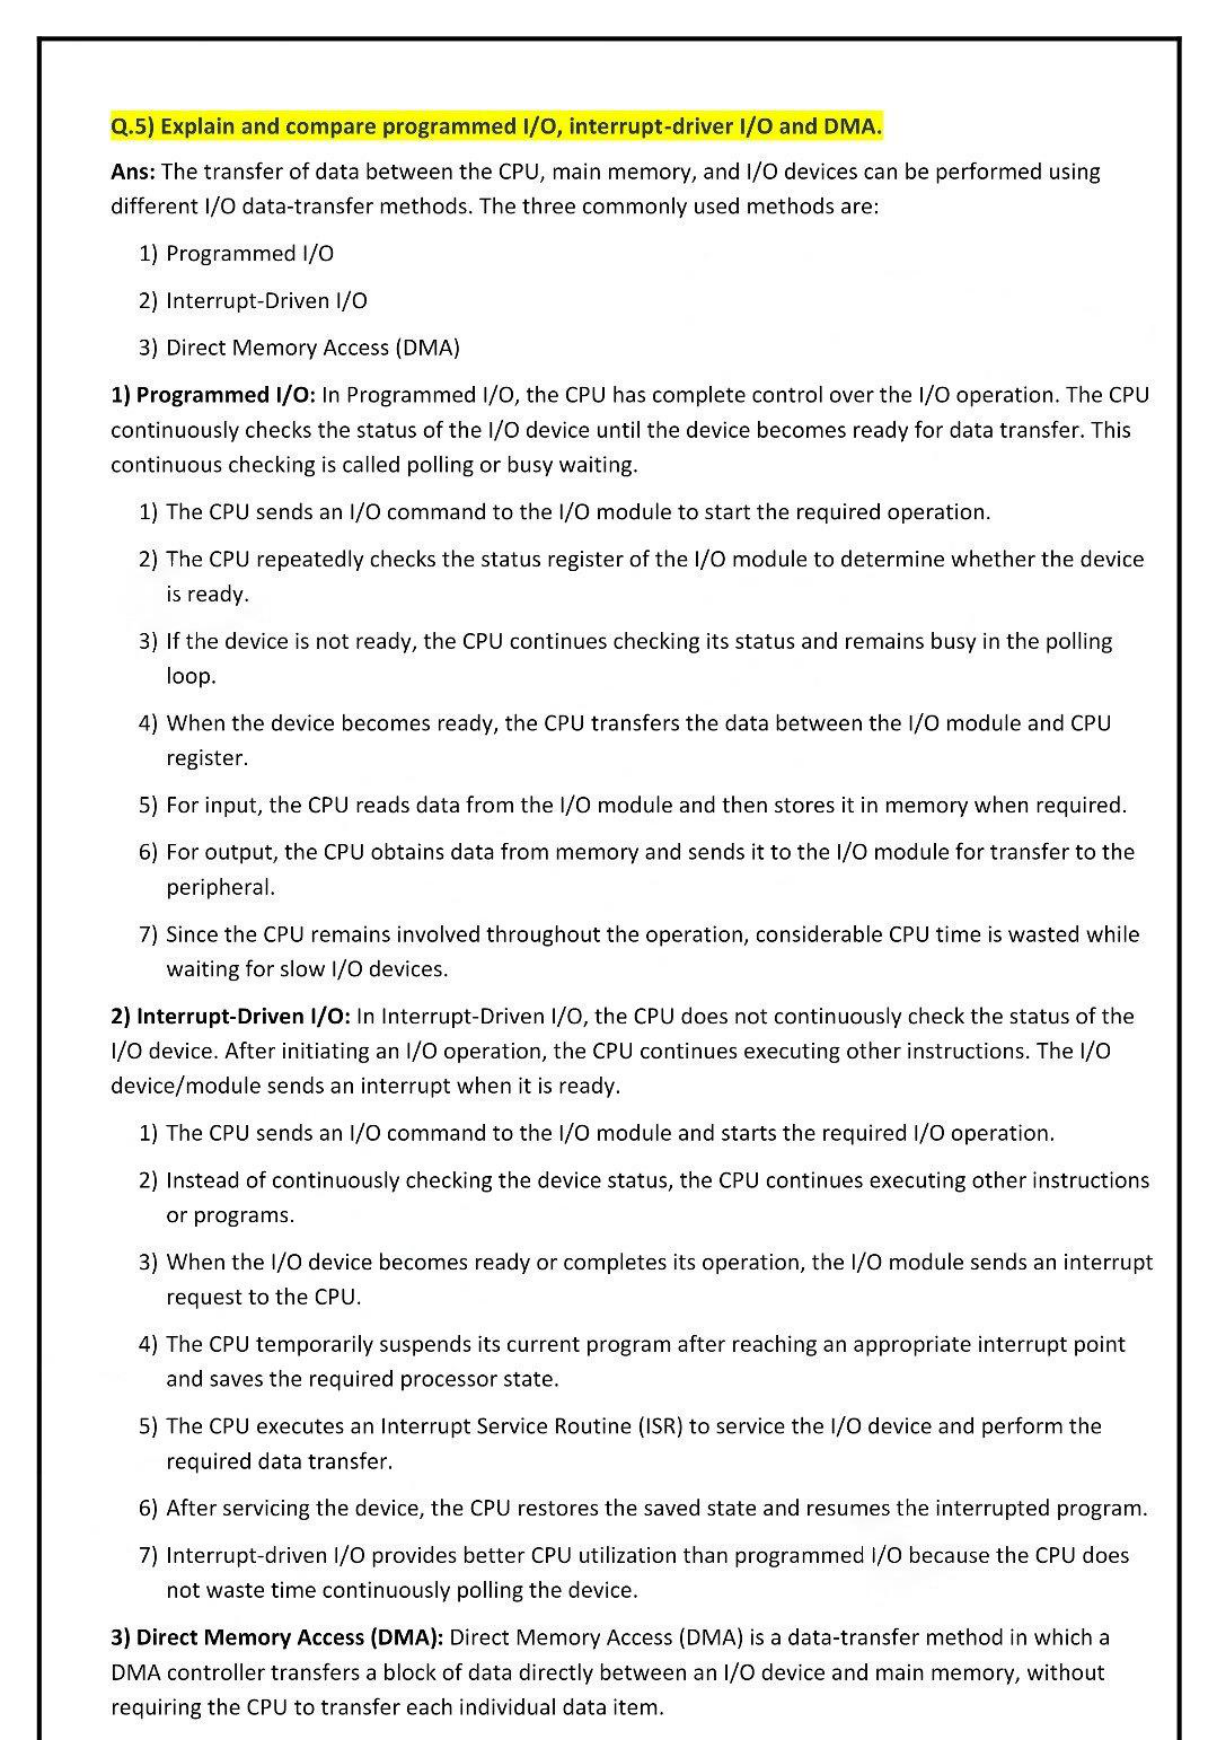 Q.5) Explain and compare programmed I/O, interrupt-driver I/O and DMA.
Ans: The transfer of data between the CPU, main memory, and I/O devices can be performed using
different I/O data-transfer methods. The three commonly used methods are:
1) Programmed I/O
2) Interrupt-Driven I/O
3) Direct Memory Access (DMA)
1) Programmed I/O: In Programmed I/O, the CPU has complete control over the I/O operation. The CPU
continuously checks the status of the I/O device until the device becomes ready for data transfer. This
continuous checking is called polling or busy waiting.
1) The CPU sends an I/O command to the I/O module to start the required operation.
2) The CPU repeatedly checks the status register of the I/O module to determine whether the device
is ready.
3) If the device is not ready, the CPU continues checking its status and remains busy in the polling
loop.
4) When the device becomes ready, the CPU transfers the data between the I/O module and CPU
register.
5) For input, the CPU reads data from the I/O module and then stores it in memory when required.
6) For output, the CPU obtains data from memory and sends it to the I/O module for transfer to the
peripheral.
7) Since the CPU remains involved throughout the operation, considerable CPU time is wasted while
waiting for slow I/O devices.
2) Interrupt-Driven I/O: In Interrupt-Driven I/O, the CPU does not continuously check the status of the
I/O device. After initiating an I/O operation, the CPU continues executing other instructions. The I/O
device/module sends an interrupt when it is ready.
1) The CPU sends an I/O command to the I/O module and starts the required I/O operation.
2) Instead of continuously checking the device status, the CPU continues executing other instructions
or programs.
3) When the I/O device becomes ready or completes its operation, the I/O module sends an interrupt
request to the CPU.
4) The CPU temporarily suspends its current program after reaching an appropriate interrupt point
and saves the required processor state.
5) The CPU executes an Interrupt Service Routine (ISR) to service the I/O device and perform the
required data transfer.
6) After servicing the device, the CPU restores the saved state and resumes the interrupted program.
7) Interrupt-driven I/O provides better CPU utilization than programmed I/O because the CPU does
not waste time continuously polling the device.
3) Direct Memory Access (DMA): Direct Memory Access (DMA) is a data-transfer method in which a
DMA controller transfers a block of data directly between an I/O device and main memory, without
requiring the CPU to transfer each individual data item.